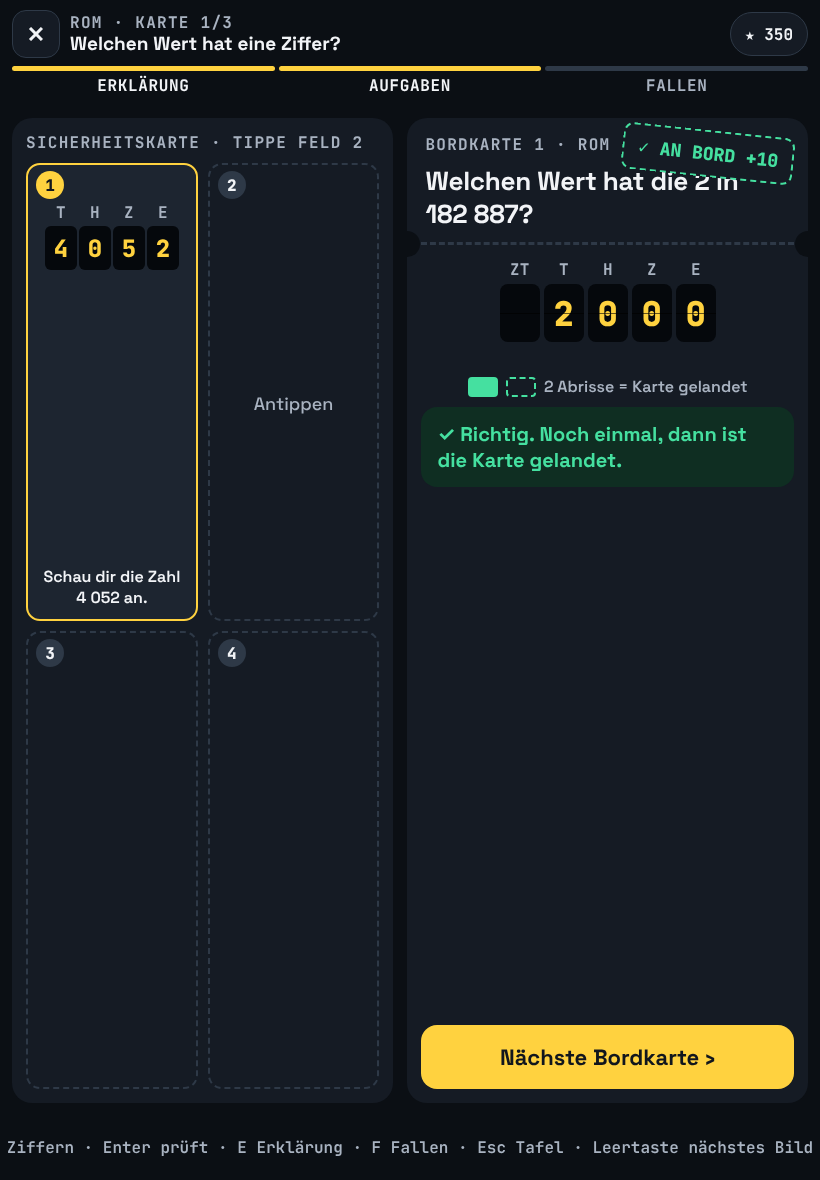 ✕
ROM · KARTE 1/3
Welchen Wert hat eine Ziffer?
★ 350
ERKLÄRUNG
AUFGABEN
FALLEN
SICHERHEITSKARTE · TIPPE FELD 2
1
T H Z E
4 0 5 2
Schau dir die Zahl
4 052 an.
2
Antippen
3
4
BORDKARTE 1 · ROM
✓ AN BORD +10
Welchen Wert hat die 2 in
182 887?
ZT T H Z E
2 0 0 0
2 Abrisse = Karte gelandet
✓ Richtig. Noch einmal, dann ist
die Karte gelandet.
Nächste Bordkarte >
Ziffern · Enter prüft · E Erklärung · F Fallen · Esc Tafel · Leertaste nächstes Bild